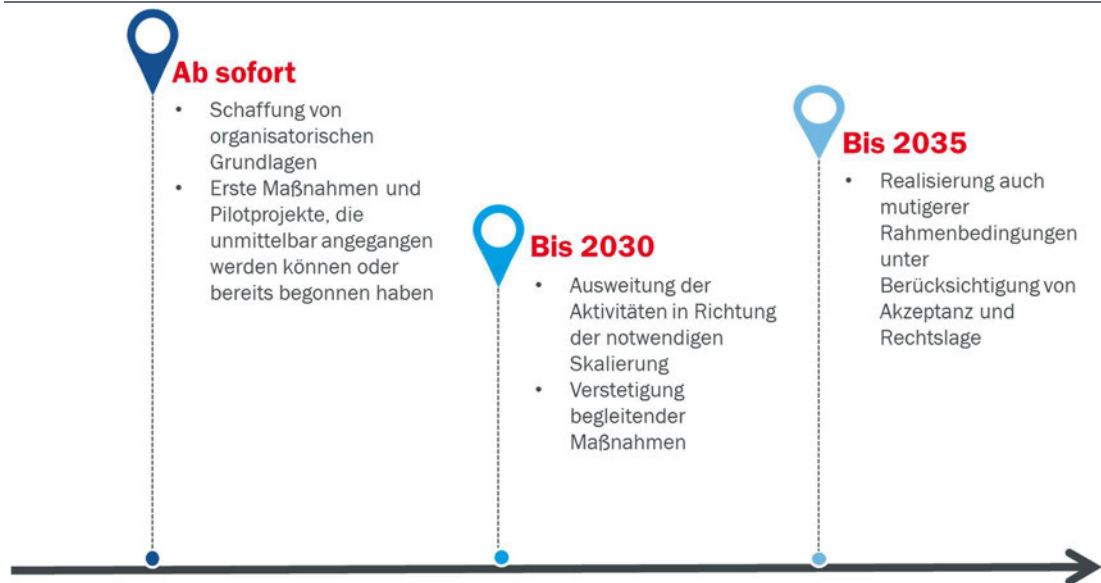 Ab sofort
• Schaffung von
organisatorischen
Grundlagen
• Erste Maßnahmen und
Pilotprojekte, die
unmittelbar angegangen
werden können oder
bereits begonnen haben
Bis 2030
• Ausweitung der
Aktivitäten in Richtung
der notwendigen
Skalierung
• Verstetigung
begleitender
Maßnahmen
Bis 2035
• Realisierung auch
mutigerer
Rahmenbedingungen
unter
Berücksichtigung von
Akzeptanz und
Rechtslage